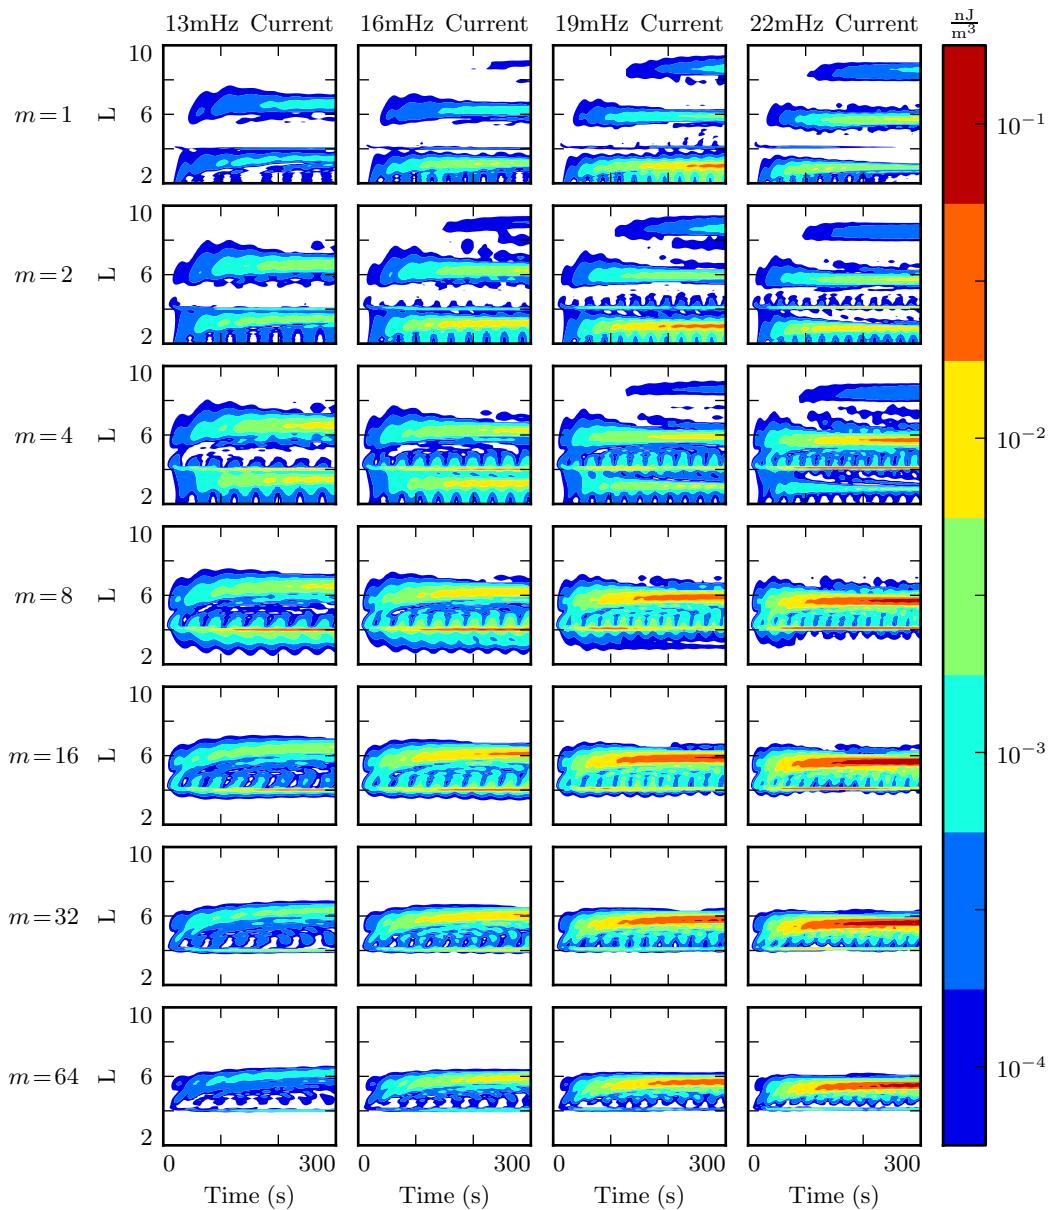 13mHz Current 16mHz Current 19mHz Current 22mHz Current nJ/m³
m=1 L 10 6 2
m=2 L 10 6 2
m=4 L 10 6 2
m=8 L 10 6 2
m=16 L 10 6 2
m=32 L 10 6 2
m=64 L 10 6 2
0 300 0 300 0 300 0 300
Time (s) Time (s) Time (s) Time (s)
10⁻¹
10⁻²
10⁻³
10⁻⁴